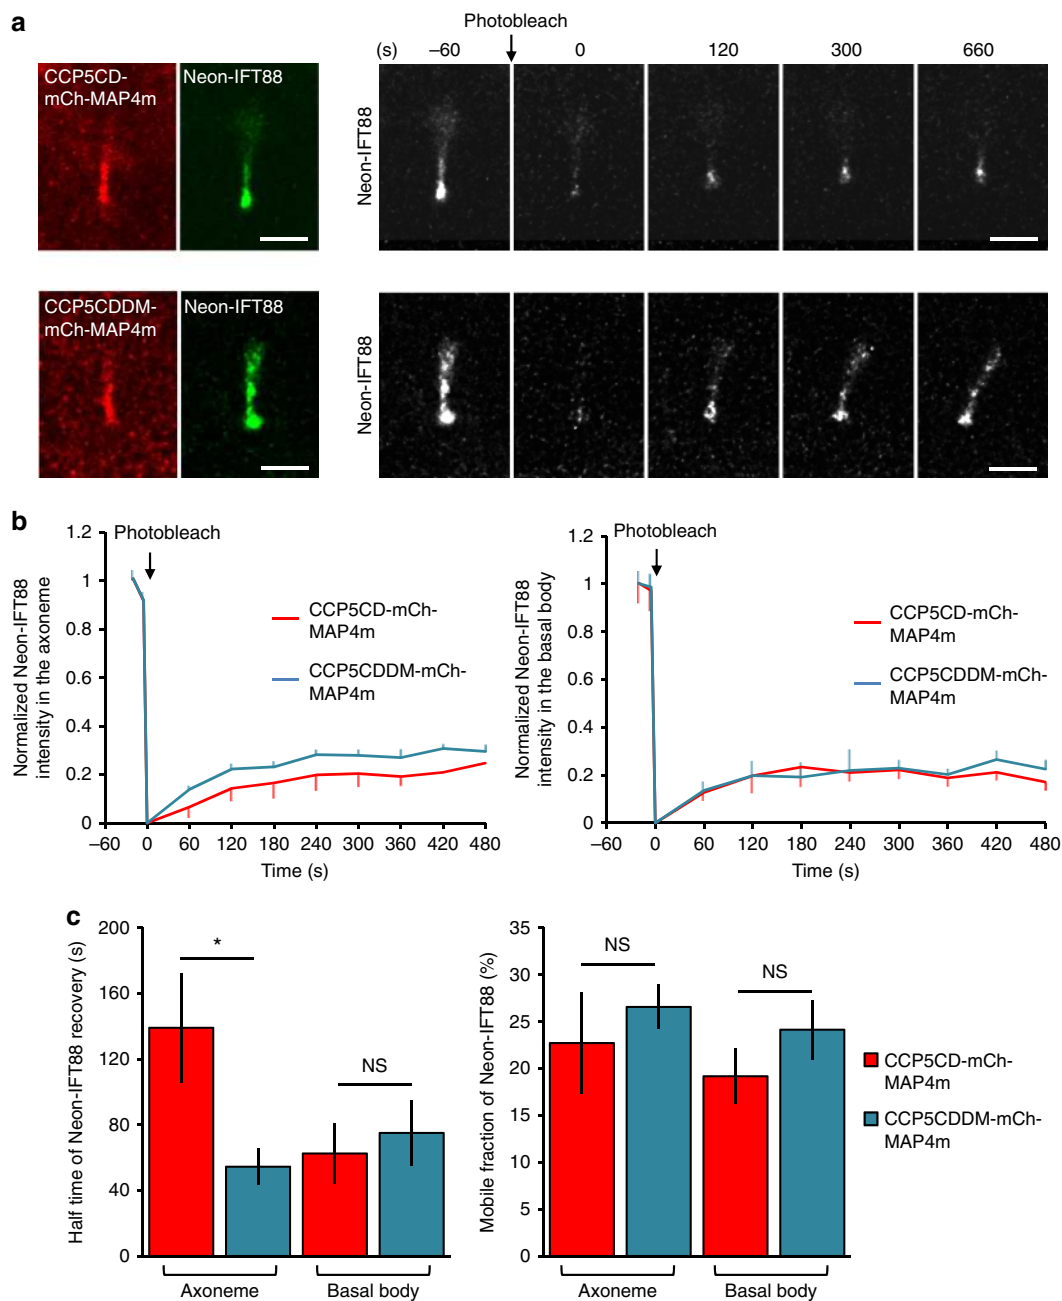 a
Photobleach
(s)
–60
0
120
300
660
CCP5CD-
mCh-MAP4m
Neon-IFT88
Neon-IFT88
CCP5CDDM-
mCh-MAP4m
Neon-IFT88
Neon-IFT88
b
Photobleach
Normalized Neon-IFT88
intensity in the axoneme
1.2
1
0.8
0.6
0.4
0.2
0
–60
0
60
120
180
240
300
360
420
480
Time (s)
CCP5CD-mCh-
MAP4m
CCP5CDDM-mCh-
MAP4m
Photobleach
Normalized Neon-IFT88
intensity in the basal body
1.2
1
0.8
0.6
0.4
0.2
0
–60
0
60
120
180
240
300
360
420
480
Time (s)
CCP5CD-mCh-
MAP4m
CCP5CDDM-mCh-
MAP4m
c
Half time of Neon-IFT88 recovery (s)
200
160
120
80
40
0
*
NS
Axoneme
Basal body
Mobile fraction of Neon-IFT88 (%)
35
30
25
20
15
10
5
0
NS
NS
Axoneme
Basal body
CCP5CD-mCh-
MAP4m
CCP5CDDM-mCh-
MAP4m